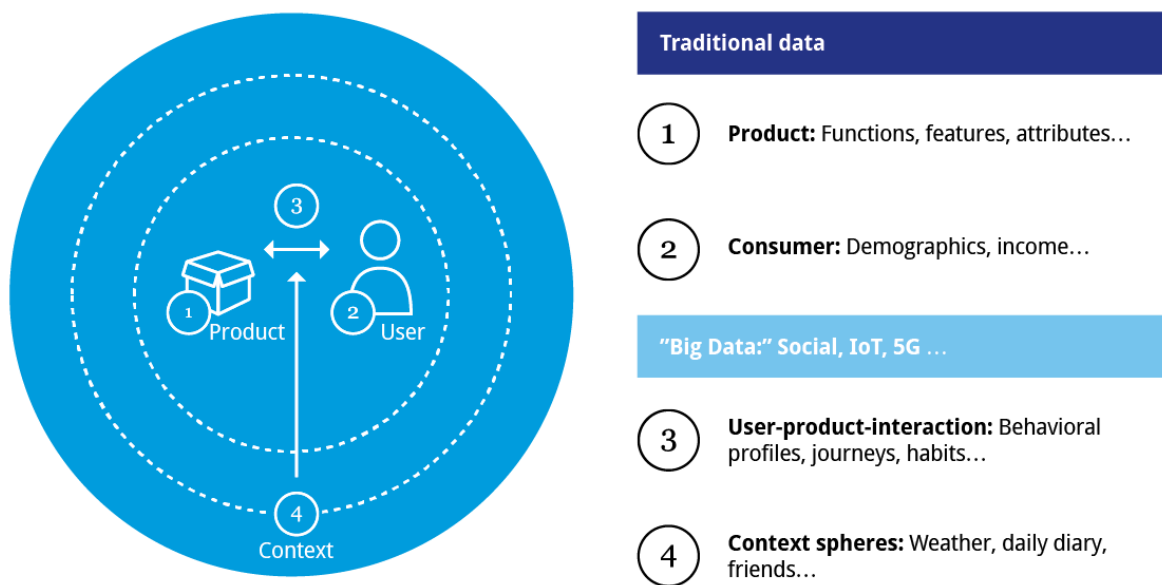 3
1
Product
2
User
4
Context
Traditional data
1
Product: Functions, features, attributes…
2
Consumer: Demographics, income…
”Big Data:” Social, IoT, 5G …
3
User-product-interaction: Behavioral
profiles, journeys, habits…
4
Context spheres: Weather, daily diary,
friends…